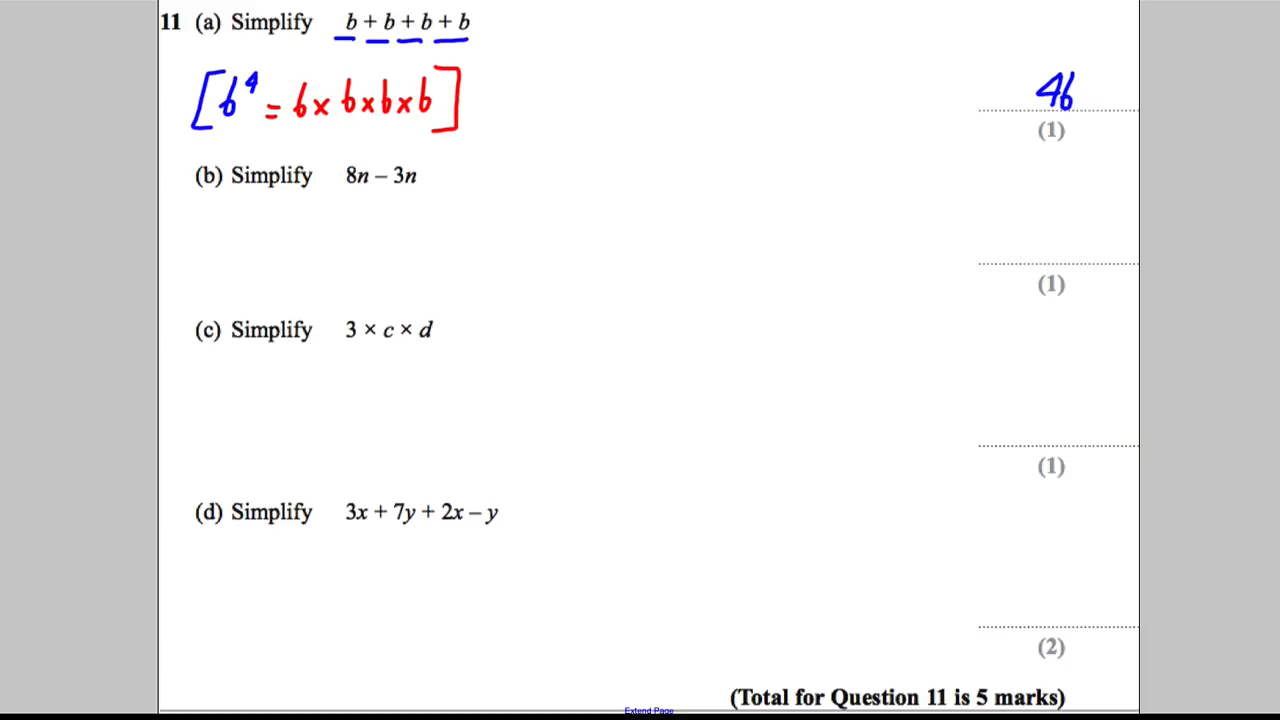 11 (a) Simplify b + b + b + b
[b⁴ = b × b × b × b]
4b
(1)
(b) Simplify 8n – 3n
(1)
(c) Simplify 3 × c × d
(1)
(d) Simplify 3x + 7y + 2x – y
(2)
(Total for Question 11 is 5 marks)
Extend Page